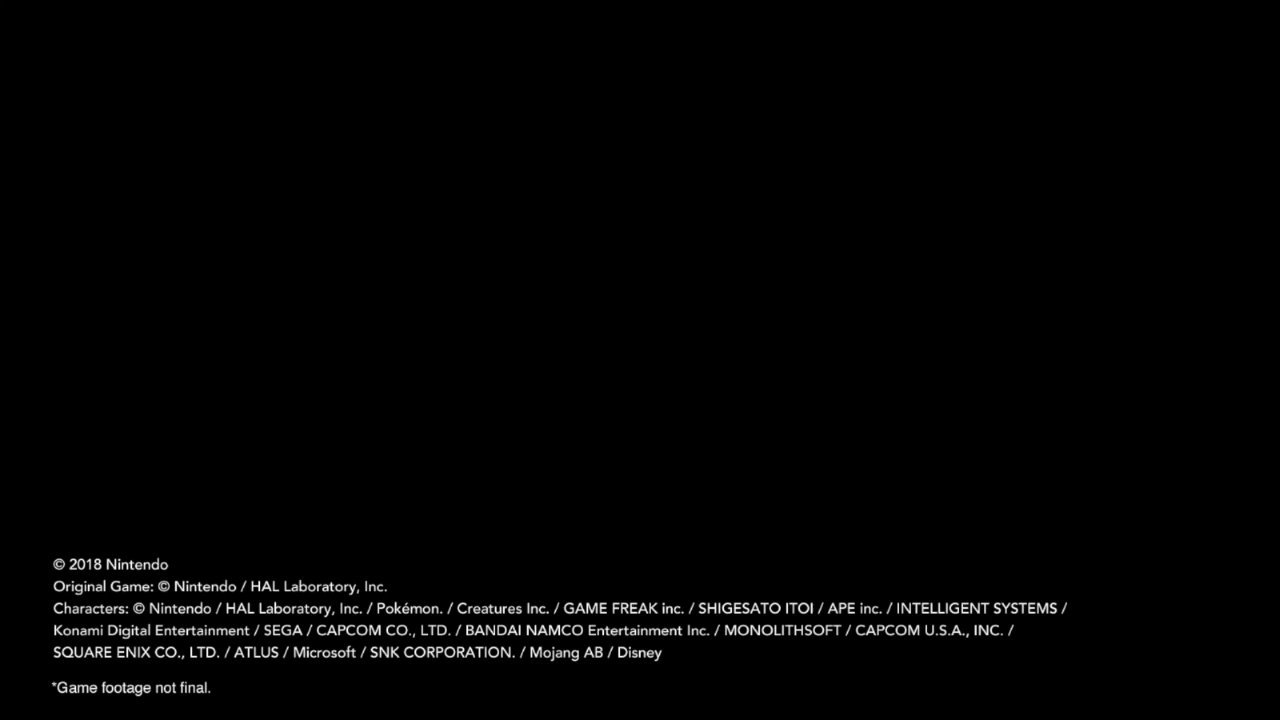 © 2018 Nintendo
Original Game: © Nintendo / HAL Laboratory, Inc.
Characters: © Nintendo / HAL Laboratory, Inc. / Pokémon. / Creatures Inc. / GAME FREAK inc. / SHIGESATO ITOI / APE inc. / INTELLIGENT SYSTEMS /
Konami Digital Entertainment / SEGA / CAPCOM CO., LTD. / BANDAI NAMCO Entertainment Inc. / MONOLITHSOFT / CAPCOM U.S.A., INC. /
SQUARE ENIX CO., LTD. / ATLUS / Microsoft / SNK CORPORATION. / Mojang AB / Disney
*Game footage not final.